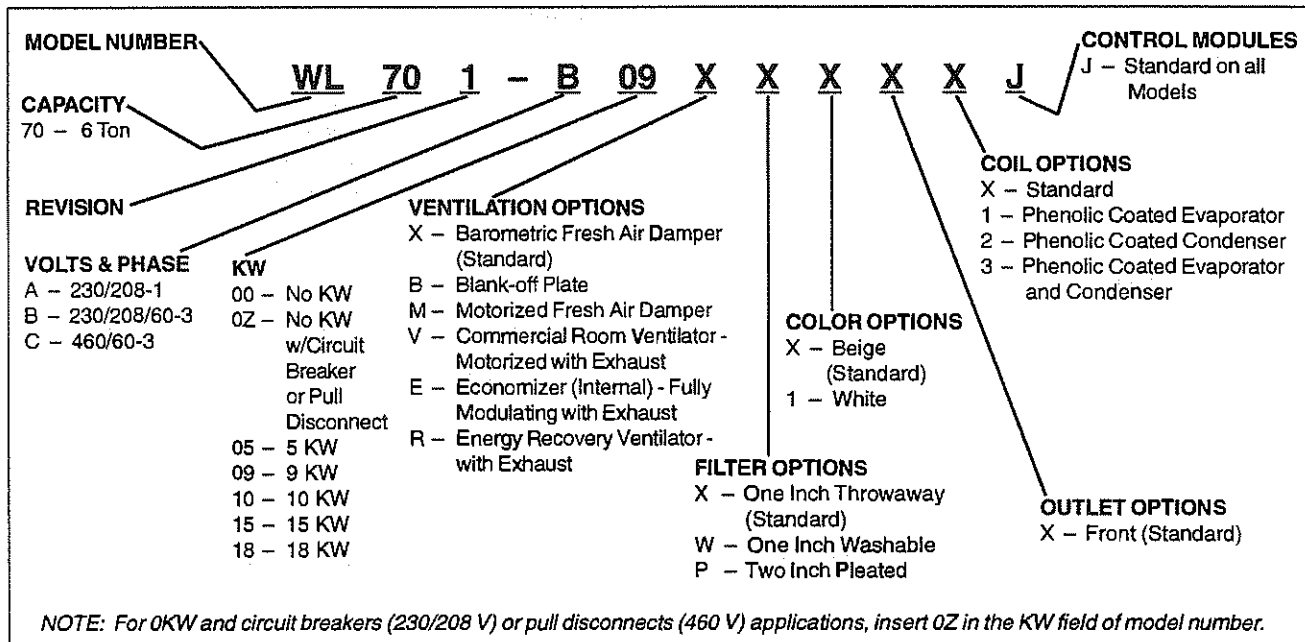 MODEL NUMBER
WL 70 1 – B 09 X X X X X J
CONTROL MODULES
J – Standard on all
Models
CAPACITY
70 – 6 Ton
REVISION
VOLTS & PHASE
A – 230/208-1
B – 230/208/60-3
C – 460/60-3
KW
00 – No KW
0Z – No KW
w/Circuit
Breaker
or Pull
Disconnect
05 – 5 KW
09 – 9 KW
10 – 10 KW
15 – 15 KW
18 – 18 KW
VENTILATION OPTIONS
X – Barometric Fresh Air Damper
(Standard)
B – Blank-off Plate
M – Motorized Fresh Air Damper
V – Commercial Room Ventilator -
Motorized with Exhaust
E – Economizer (Internal) - Fully
Modulating with Exhaust
R – Energy Recovery Ventilator -
with Exhaust
FILTER OPTIONS
X – One Inch Throwaway
(Standard)
W – One Inch Washable
P – Two Inch Pleated
COLOR OPTIONS
X – Beige
(Standard)
1 – White
OUTLET OPTIONS
X – Front (Standard)
COIL OPTIONS
X – Standard
1 – Phenolic Coated Evaporator
2 – Phenolic Coated Condenser
3 – Phenolic Coated Evaporator
and Condenser
NOTE: For 0KW and circuit breakers (230/208 V) or pull disconnects (460 V) applications, insert 0Z in the KW field of model number.